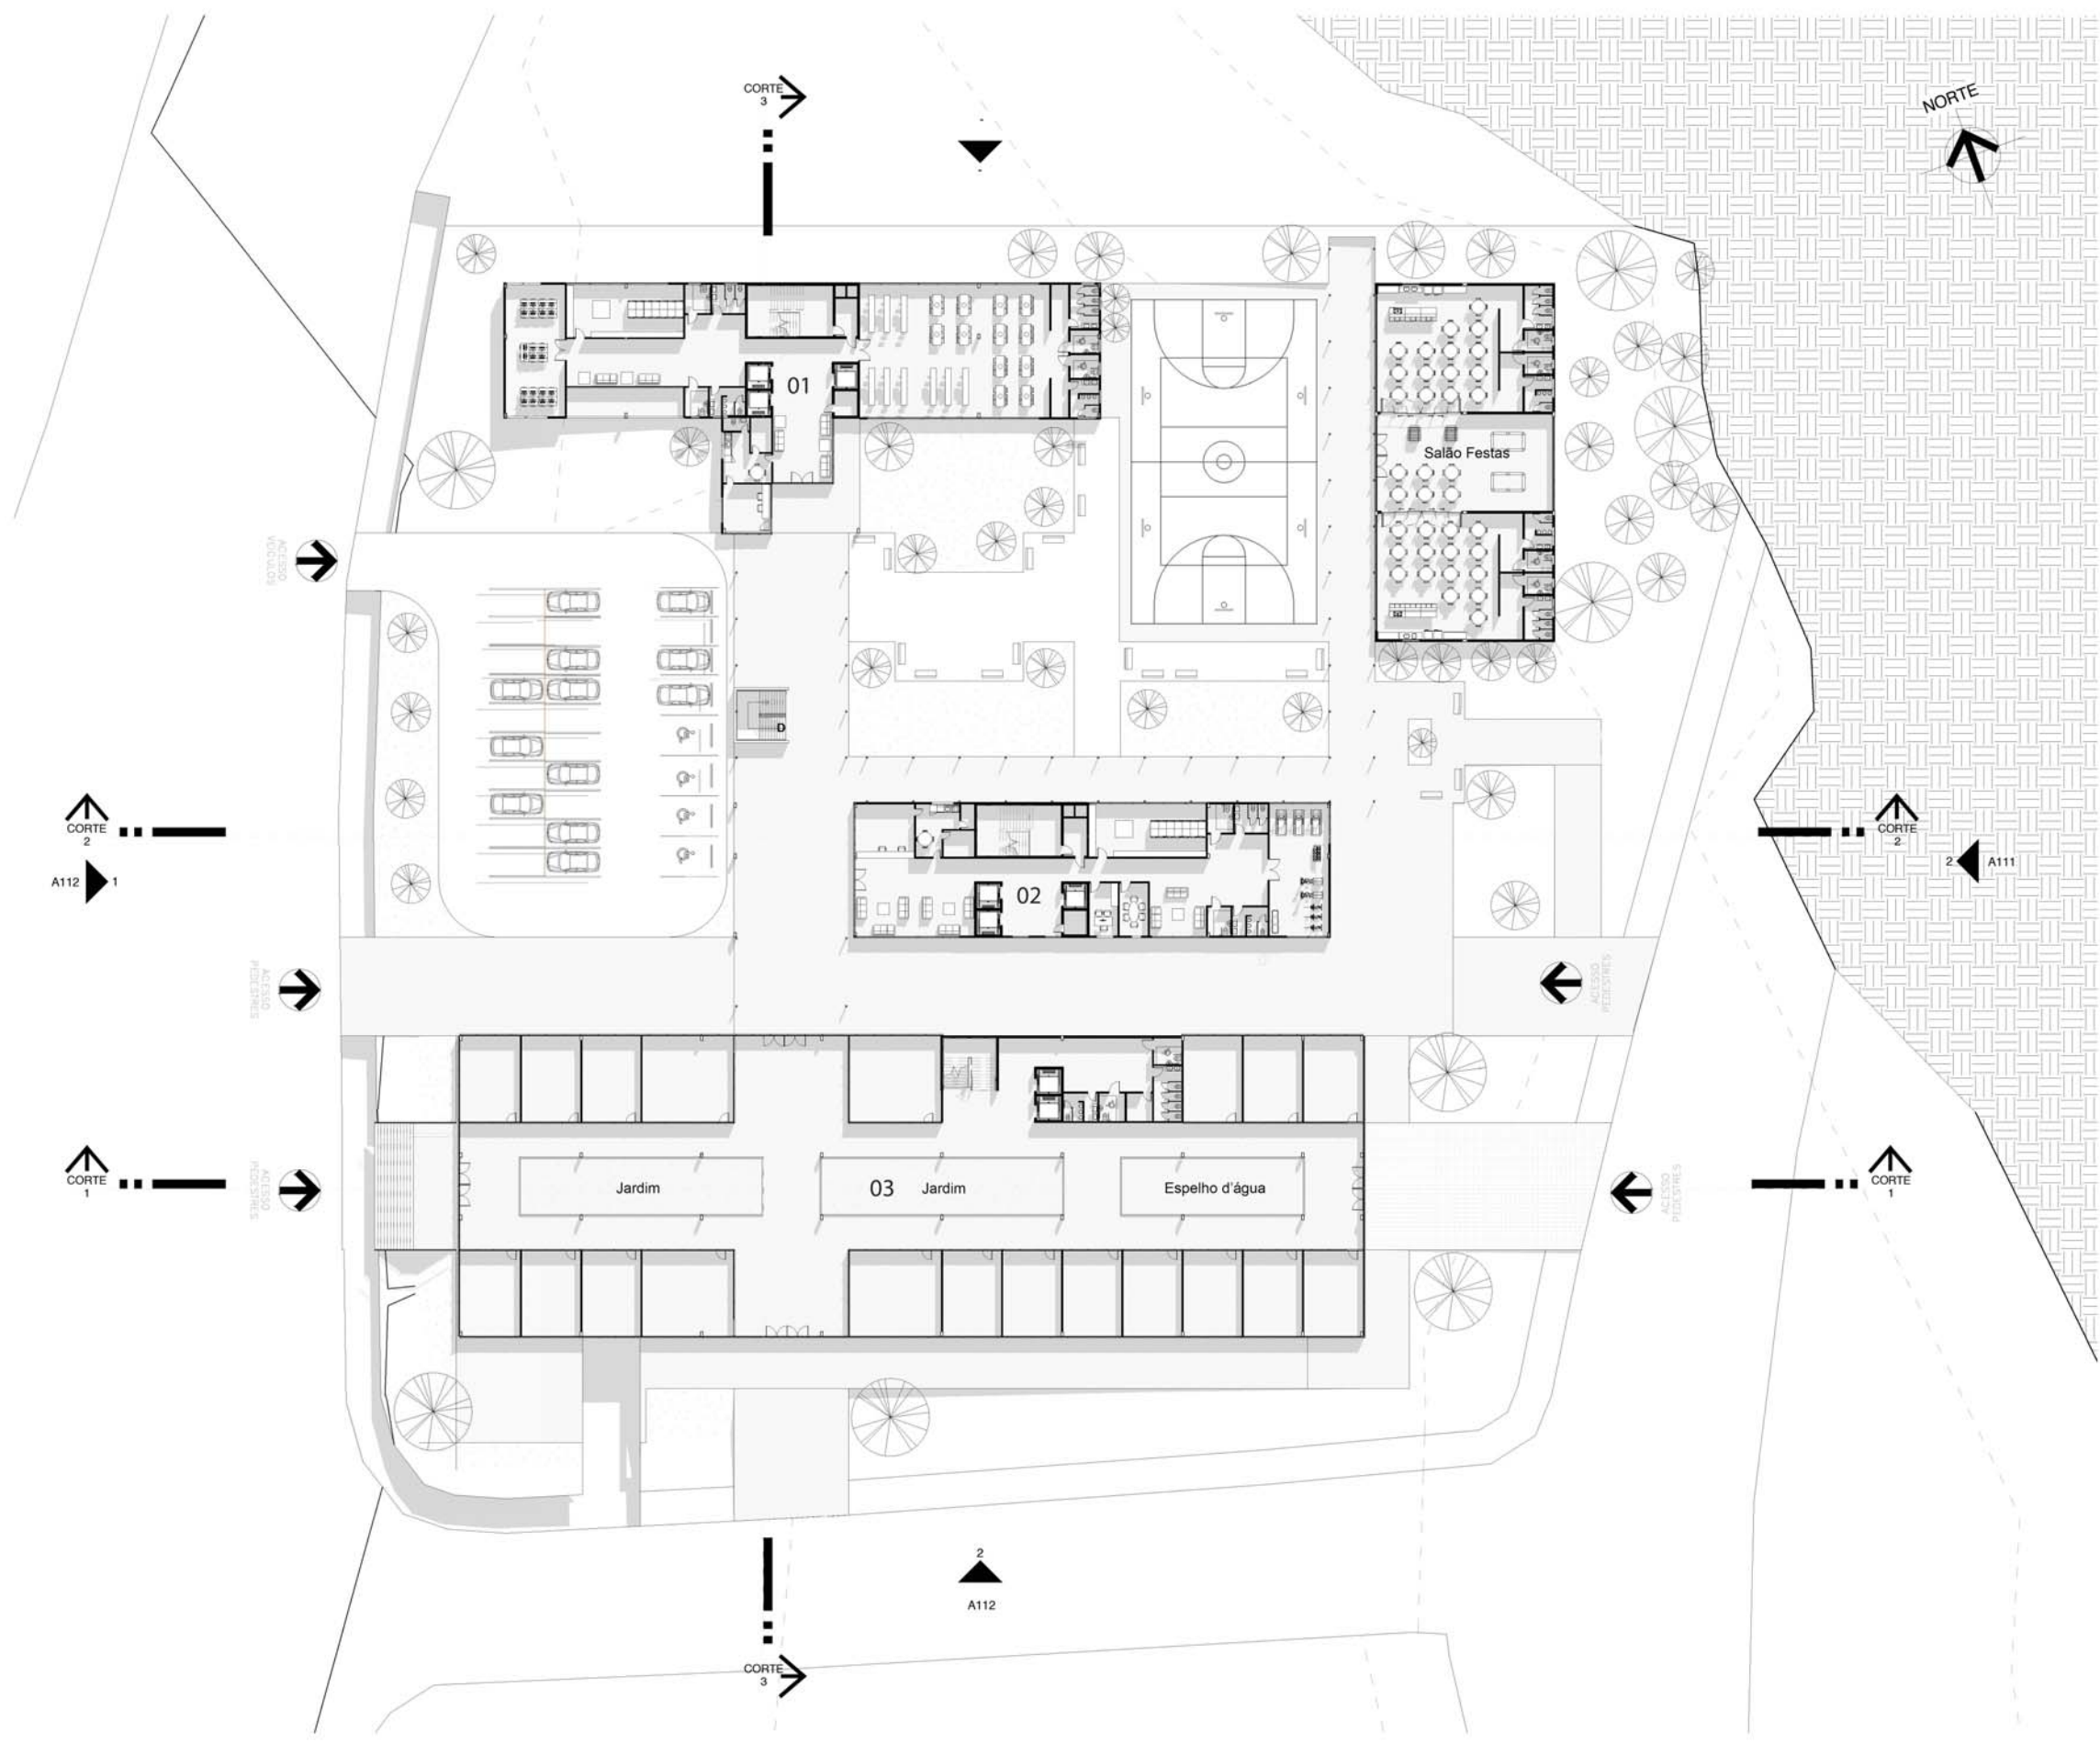 CORTE
3
NORTE
01
Salão Festas
ACESSO
VEÍCULOS
D
CORTE
2
A112
1
02
CORTE
2
2
A111
ACESSO
PEDESTRES
ACESSO
PEDESTRES
CORTE
1
ACESSO
PEDESTRES
Jardim
03
Jardim
Espelho d'água
ACESSO
PEDESTRES
CORTE
1
2
A112
CORTE
3